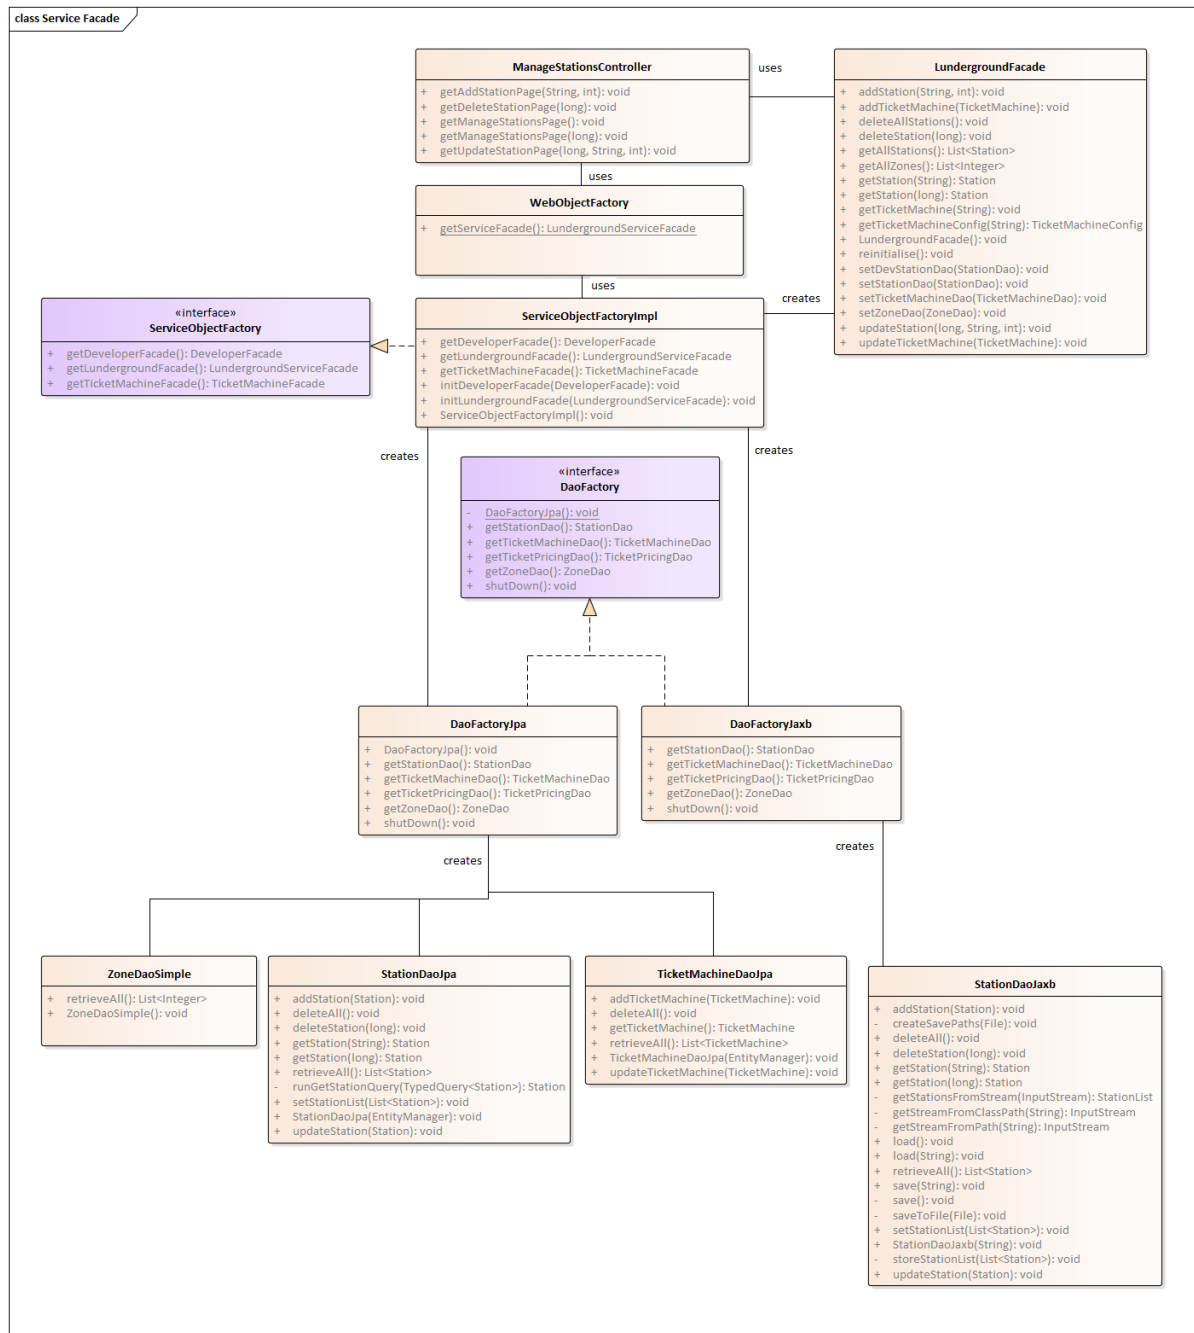 class Service Facade
ManageStationsController
+ getAddStationPage(String, int): void
+ getDeleteStationPage(long): void
+ getManageStationsPage(): void
+ getManageStationsPage(long): void
+ getUpdateStationPage(long, String, int): void
uses
LundergroundFacade
+ addStation(String, int): void
+ addTicketMachine(TicketMachine): void
+ deleteAllStations(): void
+ deleteStation(long): void
+ getAllStations(): List<Station>
+ getAllZones(): List<Integer>
+ getStation(String): Station
+ getStation(long): Station
+ getTicketMachine(String): void
+ getTicketMachineConfig(String): TicketMachineConfig
+ LundergroundFacade(): void
+ reinitialise(): void
+ setDevStationDao(StationDao): void
+ setStationDao(StationDao): void
+ setTicketMachineDao(TicketMachineDao): void
+ setZoneDao(ZoneDao): void
+ updateStation(long, String, int): void
+ updateTicketMachine(TicketMachine): void
uses
WebObjectFactory
+ getServiceFacade(): LundergroundServiceFacade
uses
creates
«interface»
ServiceObjectFactory
+ getDeveloperFacade(): DeveloperFacade
+ getLundergroundFacade(): LundergroundServiceFacade
+ getTicketMachineFacade(): TicketMachineFacade
ServiceObjectFactoryImpl
+ getDeveloperFacade(): DeveloperFacade
+ getLundergroundFacade(): LundergroundServiceFacade
+ getTicketMachineFacade(): TicketMachineFacade
+ initDeveloperFacade(DeveloperFacade): void
+ initLundergroundFacade(LundergroundServiceFacade): void
+ ServiceObjectFactoryImpl(): void
creates
creates
«interface»
DaoFactory
- DaoFactoryJpa(): void
+ getStationDao(): StationDao
+ getTicketMachineDao(): TicketMachineDao
+ getTicketPricingDao(): TicketPricingDao
+ getZoneDao(): ZoneDao
+ shutDown(): void
DaoFactoryJpa
+ DaoFactoryJpa(): void
+ getStationDao(): StationDao
+ getTicketMachineDao(): TicketMachineDao
+ getTicketPricingDao(): TicketPricingDao
+ getZoneDao(): ZoneDao
+ shutDown(): void
DaoFactoryJaxb
+ getStationDao(): StationDao
+ getTicketMachineDao(): TicketMachineDao
+ getTicketPricingDao(): TicketPricingDao
+ getZoneDao(): ZoneDao
+ shutDown(): void
creates
creates
ZoneDaoSimple
+ retrieveAll(): List<Integer>
+ ZoneDaoSimple(): void
StationDaoJpa
+ addStation(Station): void
+ deleteAll(): void
+ deleteStation(long): void
+ getStation(String): Station
+ getStation(long): Station
+ retrieveAll(): List<Station>
- runGetStationQuery(TypedQuery<Station>): Station
+ setStationList(List<Station>): void
+ StationDaoJpa(EntityManager): void
+ updateStation(Station): void
TicketMachineDaoJpa
+ addTicketMachine(TicketMachine): void
+ deleteAll(): void
+ getTicketMachine(): TicketMachine
+ retrieveAll(): List<TicketMachine>
+ TicketMachineDaoJpa(EntityManager): void
+ updateTicketMachine(TicketMachine): void
StationDaoJaxb
+ addStation(Station): void
- createSavePaths(File): void
+ deleteAll(): void
+ deleteStation(long): void
+ getStation(String): Station
+ getStation(long): Station
- getStationsFromStream(InputStream): StationList
- getStreamFromClassPath(String): InputStream
- getStreamFromPath(String): InputStream
+ load(): void
+ load(String): void
+ retrieveAll(): List<Station>
+ save(String): void
- save(): void
- saveToFile(File): void
+ setStationList(List<Station>): void
+ StationDaoJaxb(String): void
- storeStationList(List<Station>): void
+ updateStation(Station): void